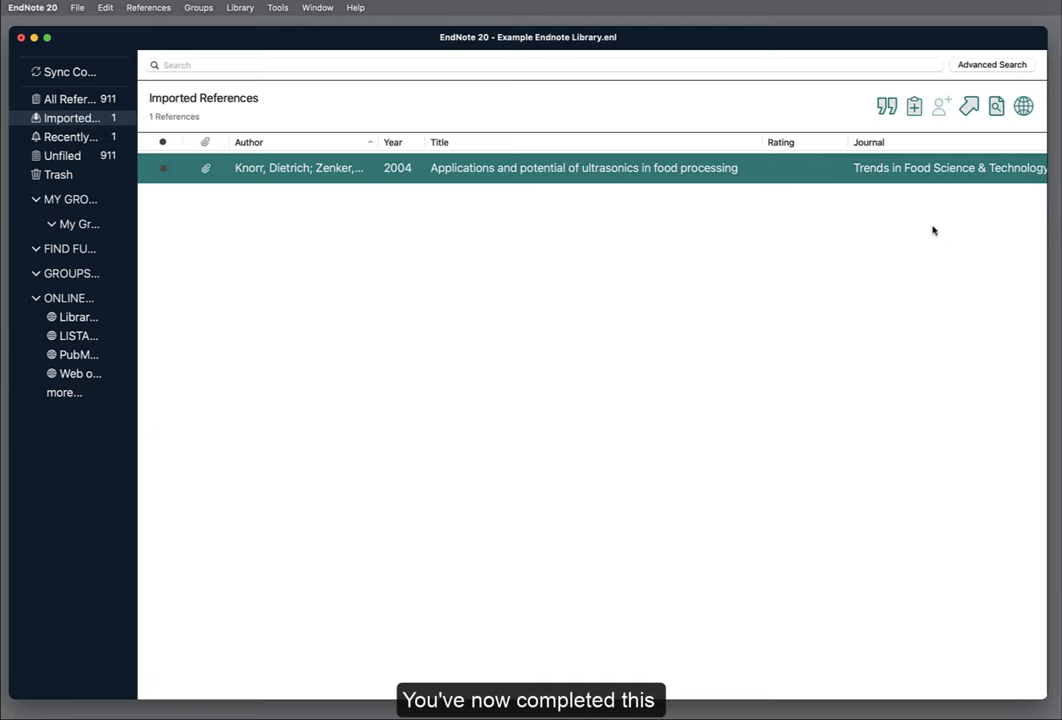 EndNote 20 File Edit References Groups Library Tools Window Help
EndNote 20 - Example Endnote Library.enl
Sync Co...
All Refer... 911
Imported... 1
Recently... 1
Unfiled 911
Trash
MY GRO...
My Gr...
FIND FU...
GROUPS...
ONLINE...
Librar...
LISTA...
PubM...
Web o...
more...
Search
Advanced Search
Imported References
1 References
Author Year Title Rating Journal
Knorr, Dietrich; Zenker,... 2004 Applications and potential of ultrasonics in food processing Trends in Food Science & Technology
You've now completed this